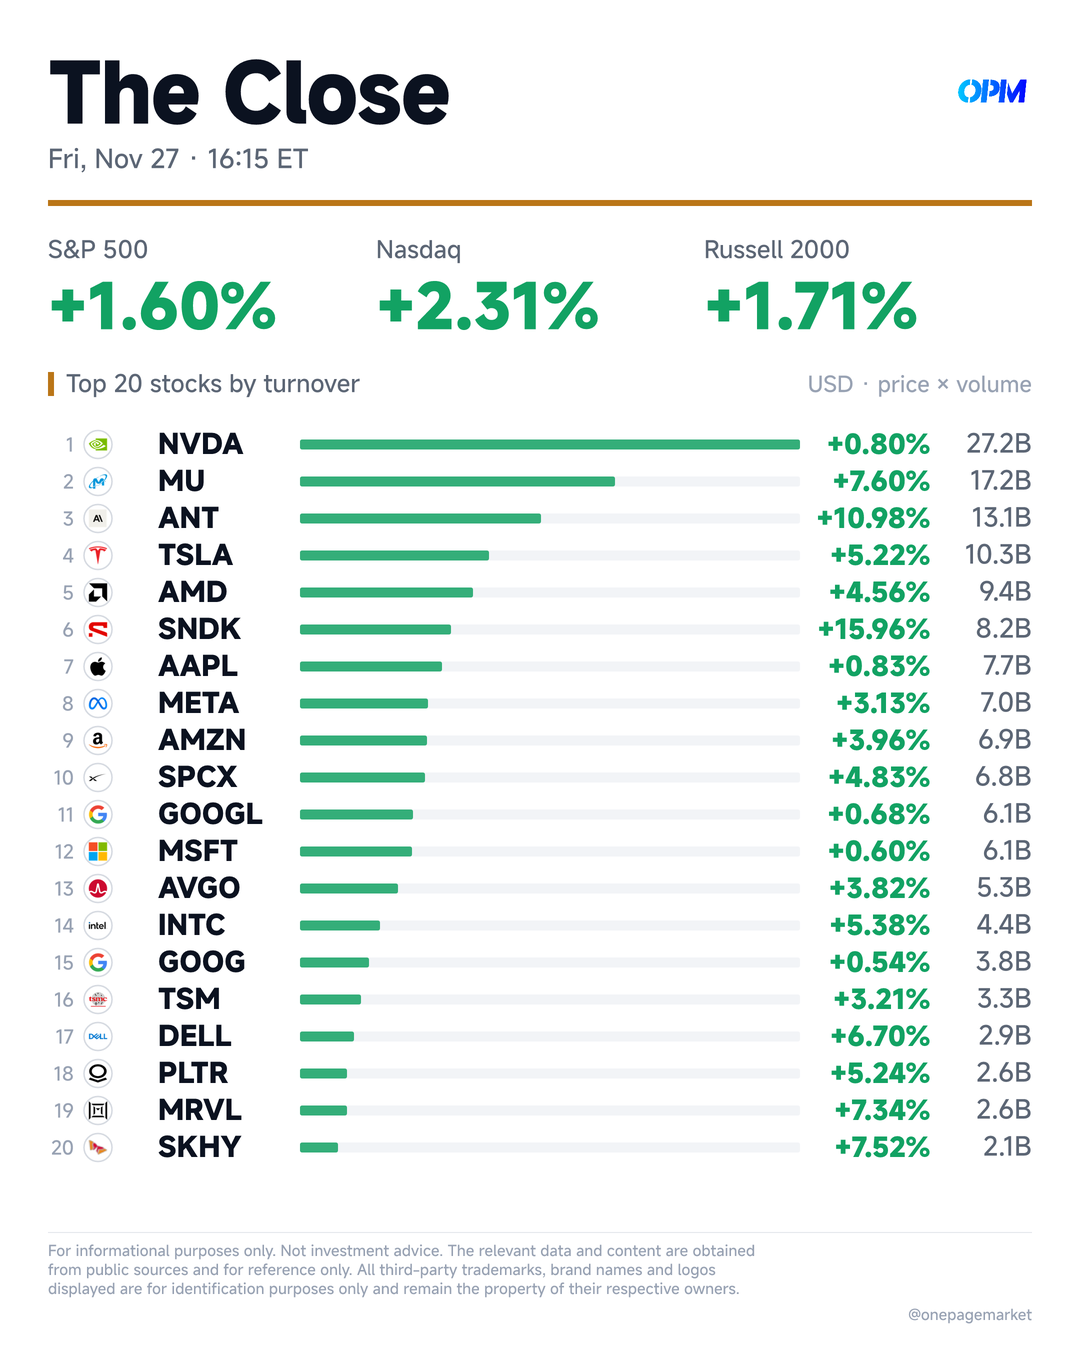 The Close
OPM
Fri, Nov 27 · 16:15 ET
S&P 500 Nasdaq Russell 2000
+1.60% +2.31% +1.71%
Top 20 stocks by turnover USD · price × volume
1 NVDA +0.80% 27.2B
2 MU +7.60% 17.2B
3 A\ ANT +10.98% 13.1B
4 TSLA +5.22% 10.3B
5 AMD +4.56% 9.4B
6 SNDK +15.96% 8.2B
7 AAPL +0.83% 7.7B
8 META +3.13% 7.0B
9 a AMZN +3.96% 6.9B
10 SPCX +4.83% 6.8B
11 G GOOGL +0.68% 6.1B
12 MSFT +0.60% 6.1B
13 AVGO +3.82% 5.3B
14 intel INTC +5.38% 4.4B
15 G GOOG +0.54% 3.8B
16 tsmc TSM +3.21% 3.3B
17 DELL DELL +6.70% 2.9B
18 PLTR +5.24% 2.6B
19 MRVL +7.34% 2.6B
20 SKHY +7.52% 2.1B
For informational purposes only. Not investment advice. The relevant data and content are obtained
from public sources and for reference only. All third-party trademarks, brand names and logos
displayed are for identification purposes only and remain the property of their respective owners.
@onepagemarket